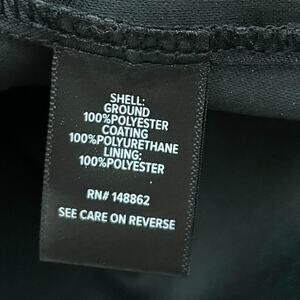 SHELL:
GROUND
100%POLYESTER
COATING
100%POLYURETHANE
LINING:
100%POLYESTER
RN# 148862
SEE CARE ON REVERSE